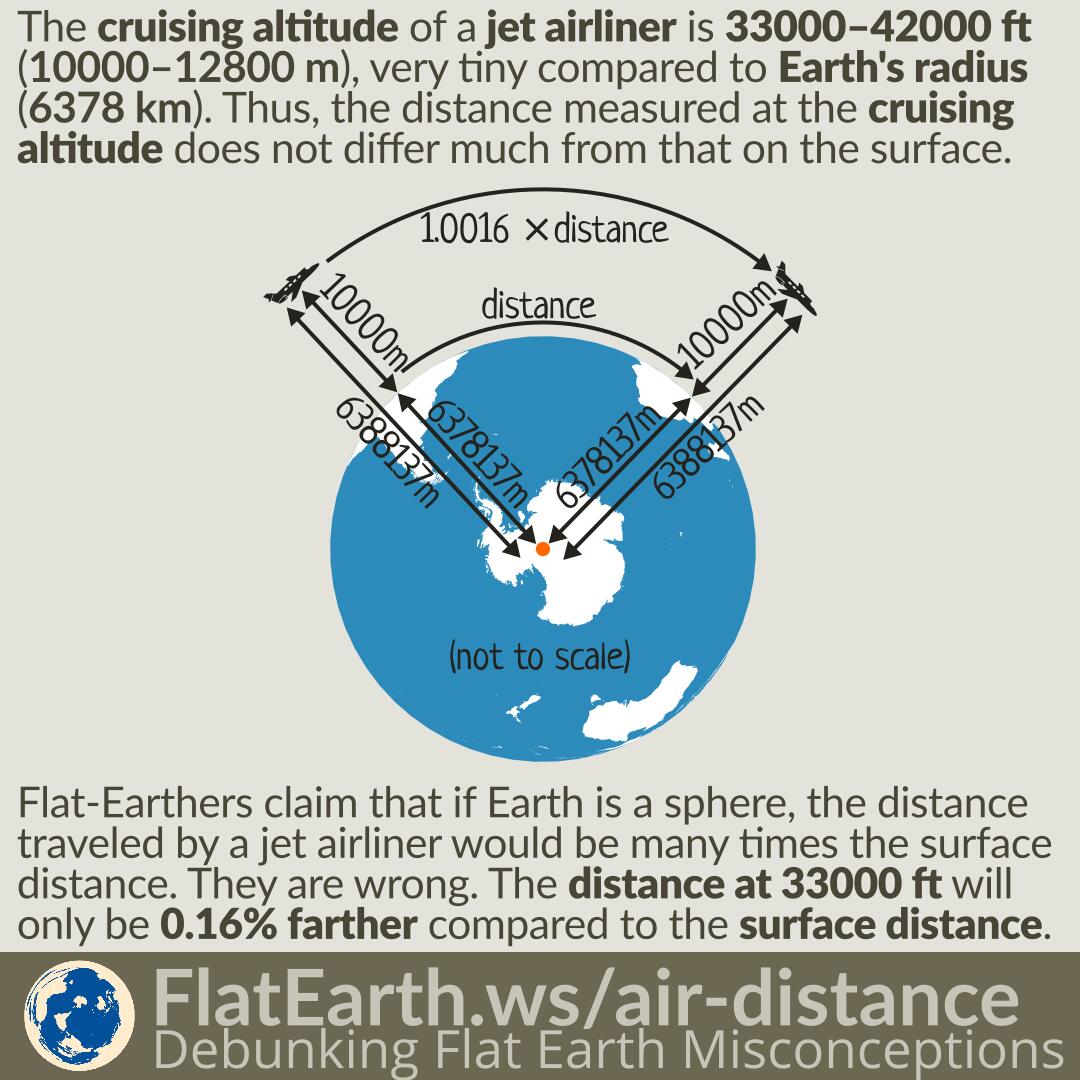 The cruising altitude of a jet airliner is 33000–42000 ft
(10000–12800 m), very tiny compared to Earth's radius
(6378 km). Thus, the distance measured at the cruising
altitude does not differ much from that on the surface.
1.0016 ×distance
distance
10000m
10000m
6388137m
6378137m
6378137m
6388137m
(not to scale)
Flat-Earthers claim that if Earth is a sphere, the distance
traveled by a jet airliner would be many times the surface
distance. They are wrong. The distance at 33000 ft will
only be 0.16% farther compared to the surface distance.
FlatEarth.ws/air-distance
Debunking Flat Earth Misconceptions